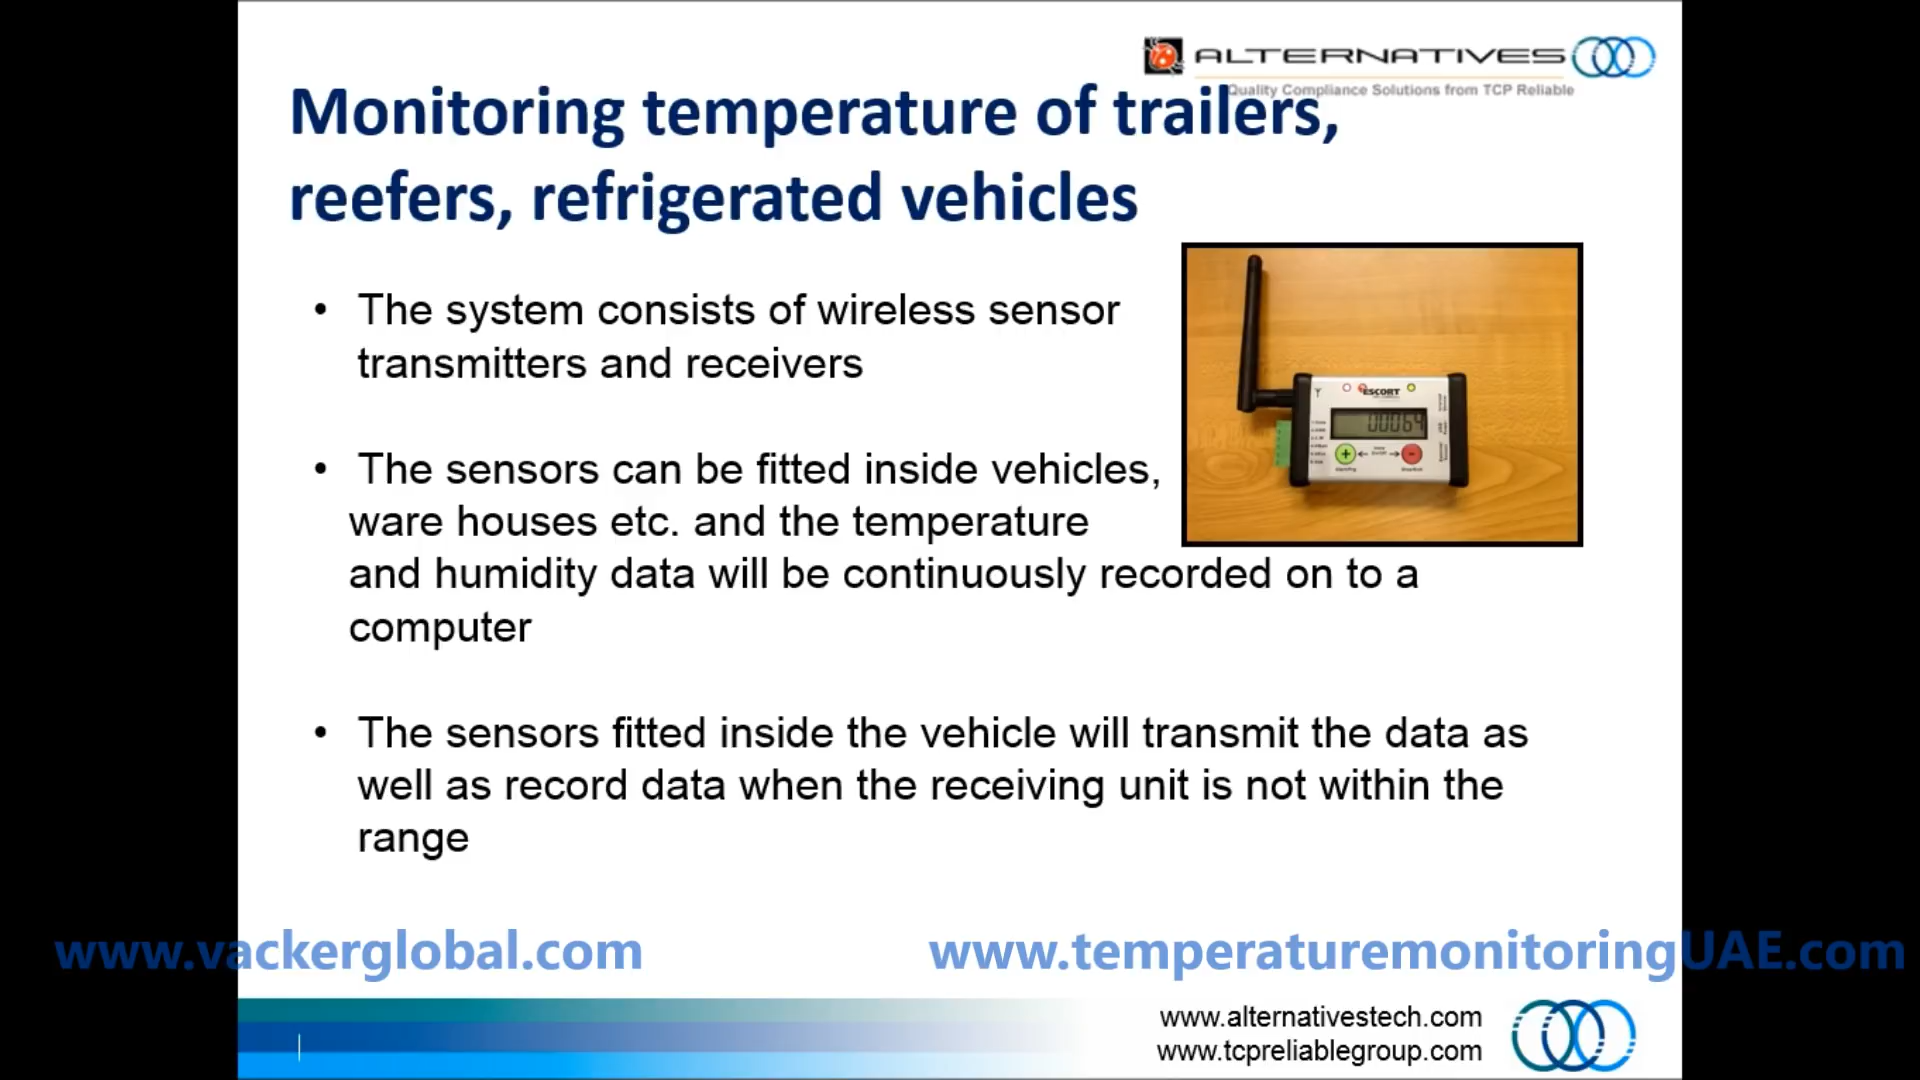 ALTERNATIVES
Quality Compliance Solutions from TCP Reliable
Monitoring temperature of trailers,
reefers, refrigerated vehicles
• The system consists of wireless sensor
transmitters and receivers
ESCORT
00064
• The sensors can be fitted inside vehicles,
ware houses etc. and the temperature
and humidity data will be continuously recorded on to a
computer
• The sensors fitted inside the vehicle will transmit the data as
well as record data when the receiving unit is not within the
range
www.vackerglobal.com
www.temperaturemonitoringUAE.com
www.alternativestech.com
www.tcpreliablegroup.com